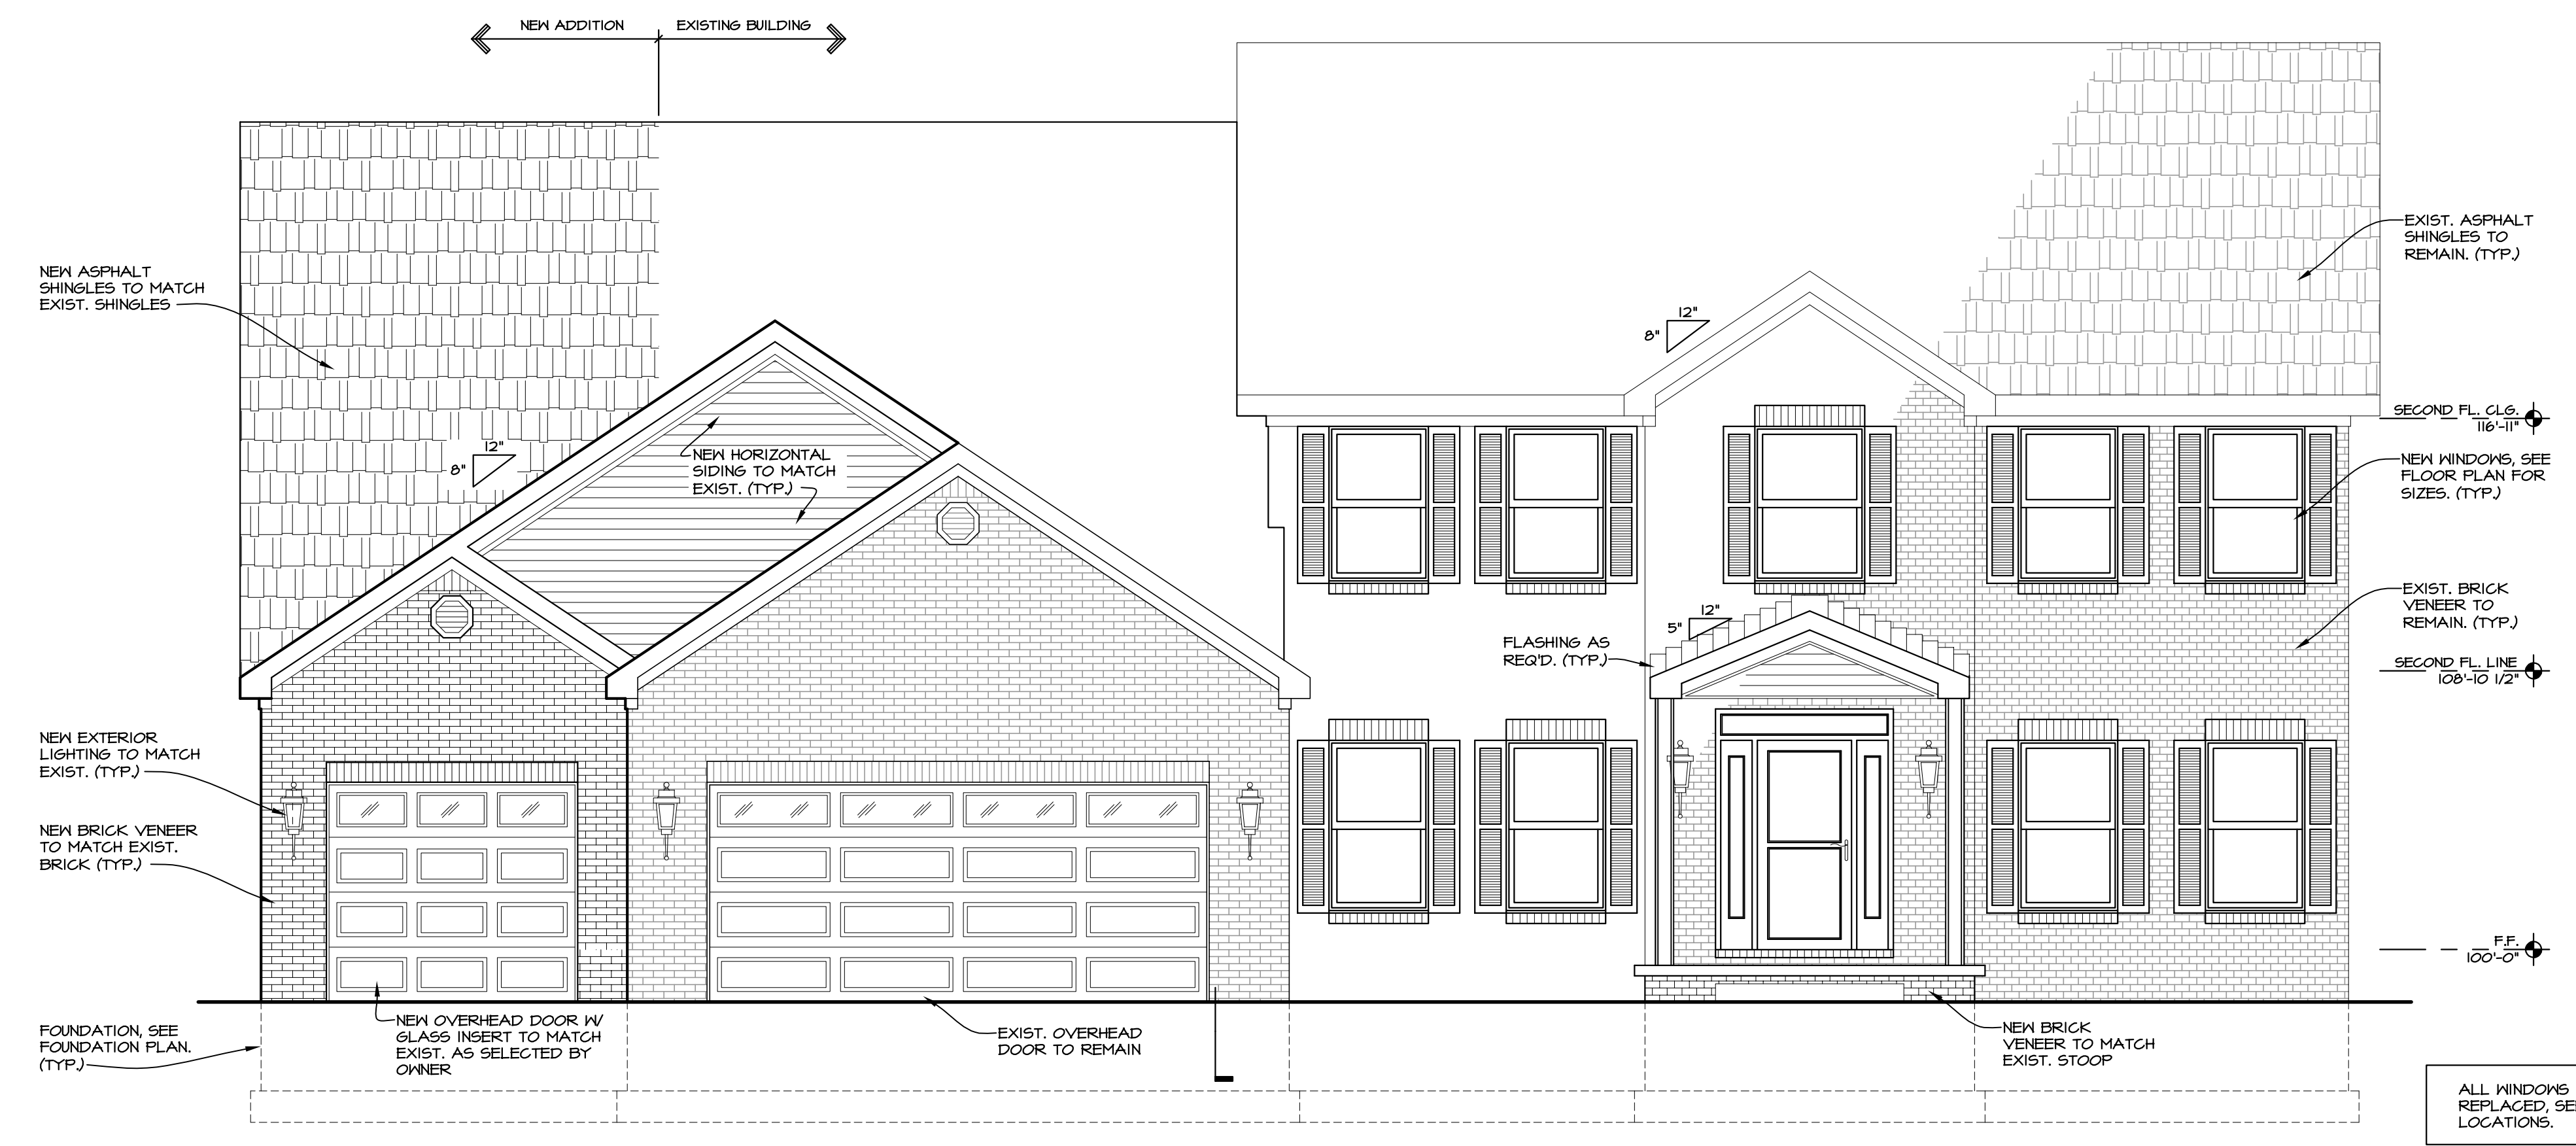 NEW ADDITION
EXISTING BUILDING
NEW ASPHALT
SHINGLES TO MATCH
EXIST. SHINGLES
12"
8"
NEW HORIZONTAL
SIDING TO MATCH
EXIST. (TYP.)
12"
8"
EXIST. ASPHALT
SHINGLES TO
REMAIN. (TYP.)
SECOND FL. CLG.
116'-11"
NEW WINDOWS, SEE
FLOOR PLAN FOR
SIZES. (TYP.)
EXIST. BRICK
VENEER TO
REMAIN. (TYP.)
12"
5"
FLASHING AS
REQ'D. (TYP.)
SECOND FL. LINE
108'-10 1/2"
NEW EXTERIOR
LIGHTING TO MATCH
EXIST. (TYP.)
NEW BRICK VENEER
TO MATCH EXIST.
BRICK (TYP.)
F.F.
100'-0"
FOUNDATION, SEE
FOUNDATION PLAN.
(TYP.)
NEW OVERHEAD DOOR W/
GLASS INSERT TO MATCH
EXIST. AS SELECTED BY
OWNER
EXIST. OVERHEAD
DOOR TO REMAIN
NEW BRICK
VENEER TO MATCH
EXIST. STOOP
ALL WINDOWS
REPLACED,
LOCATIONS.